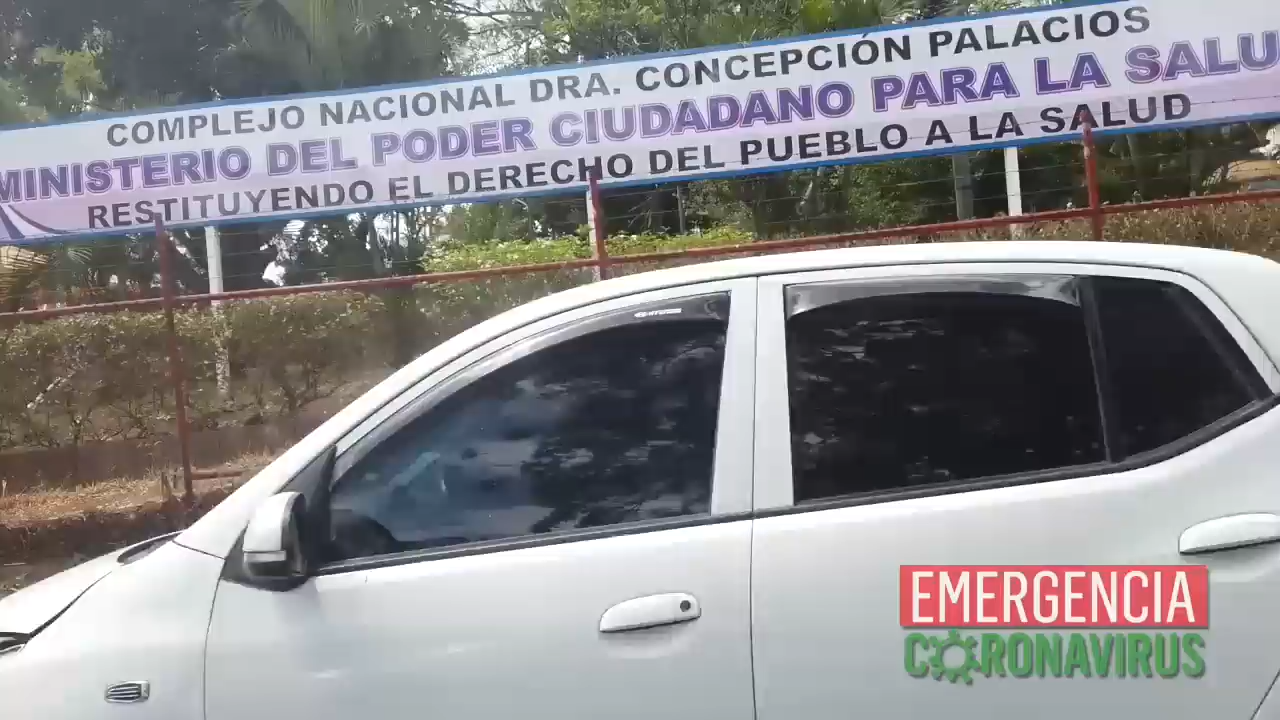 COMPLEJO NACIONAL DRA. CONCEPCIÓN PALACIOS
MINISTERIO DEL PODER CIUDADANO PARA LA SALU
RESTITUYENDO EL DERECHO DEL PUEBLO A LA SALUD
EMERGENCIA
CORONAVIRUS